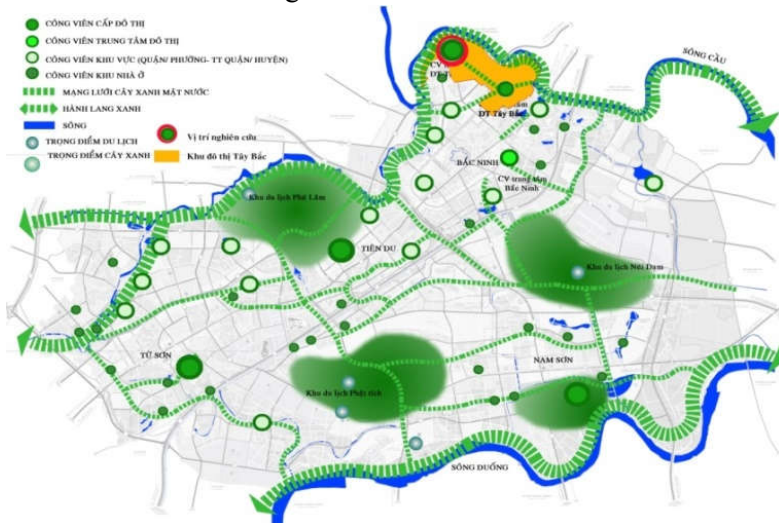 CÔNG VIÊN CẤP ĐÔ THỊ
CÔNG VIÊN TRUNG TÂM ĐÔ THỊ
CÔNG VIÊN KHU VỰC (QUẬN/ PHƯỜNG- TT QUẬN/ HUYỆN)
CÔNG VIÊN KHU NHÀ Ở
MẠNG LƯỚI CÂY XANH MẶT NƯỚC
HÀNH LANG XANH
SÔNG
Vị trí nghiên cứu
TRỌNG ĐIỂM DU LỊCH
Khu đô thị Tây Bắc
TRỌNG ĐIỂM CÂY XANH
SÔNG CẦU
CV
ĐT
DT Tây Bắc
BẮC NINH
CV trung tâm
Bắc Ninh
Khu du lịch Phú Lâm
TIÊN DU
Khu du lịch Núi Dạm
TỪ SƠN
NAM SƠN
Khu du lịch Phật tích
SÔNG ĐUỐNG